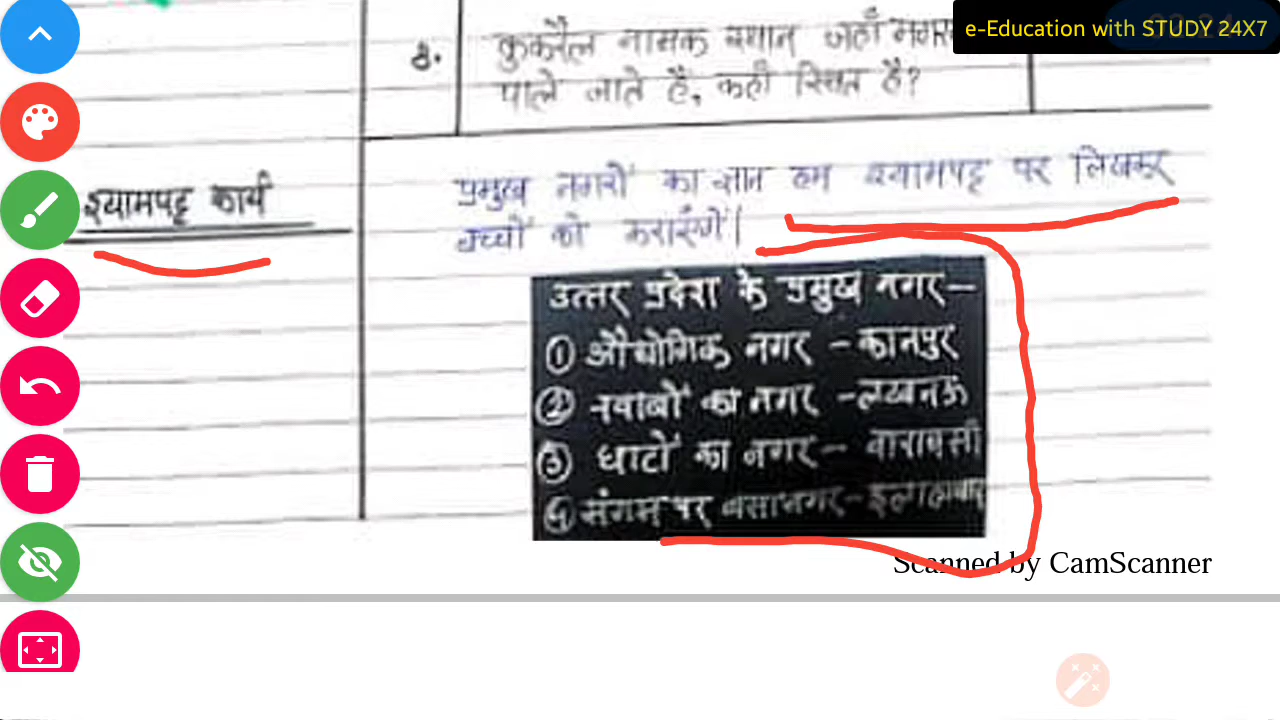 e-Education with STUDY 24X7
8. कुकरैल नामक स्थान जहाँ मगर
पाले जाते हैं, कहाँ स्थित है?
श्यामपट्ट कार्य
प्रमुख नगरों का ज्ञान हम श्यामपट्ट पर लिखकर
बच्चों को कराएंगे।
उत्तर प्रदेश के प्रमुख नगर–
① औद्योगिक नगर – कानपुर
② नवाबों का नगर – लखनऊ
③ घाटों का नगर – वाराणसी
④ संगम पर बसा नगर – इलाहाबाद
Scanned by CamScanner